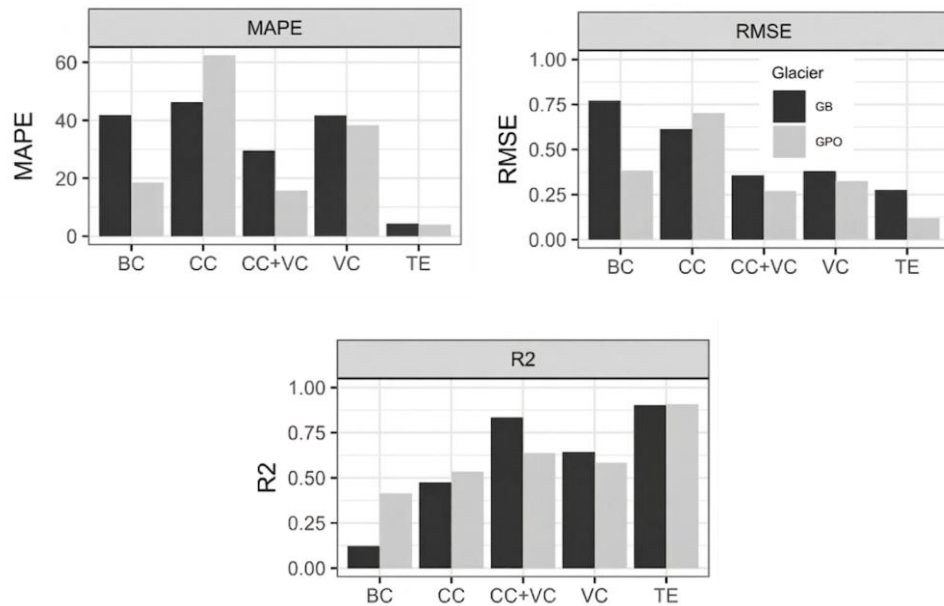 MAPE
MAPE
60
40
20
0
BC CC CC+VC VC TE
RMSE
RMSE
1.00
0.75
0.50
0.25
0.00
Glacier
GB
GPO
BC CC CC+VC VC TE
R2
R2
1.00
0.75
0.50
0.25
0.00
BC CC CC+VC VC TE